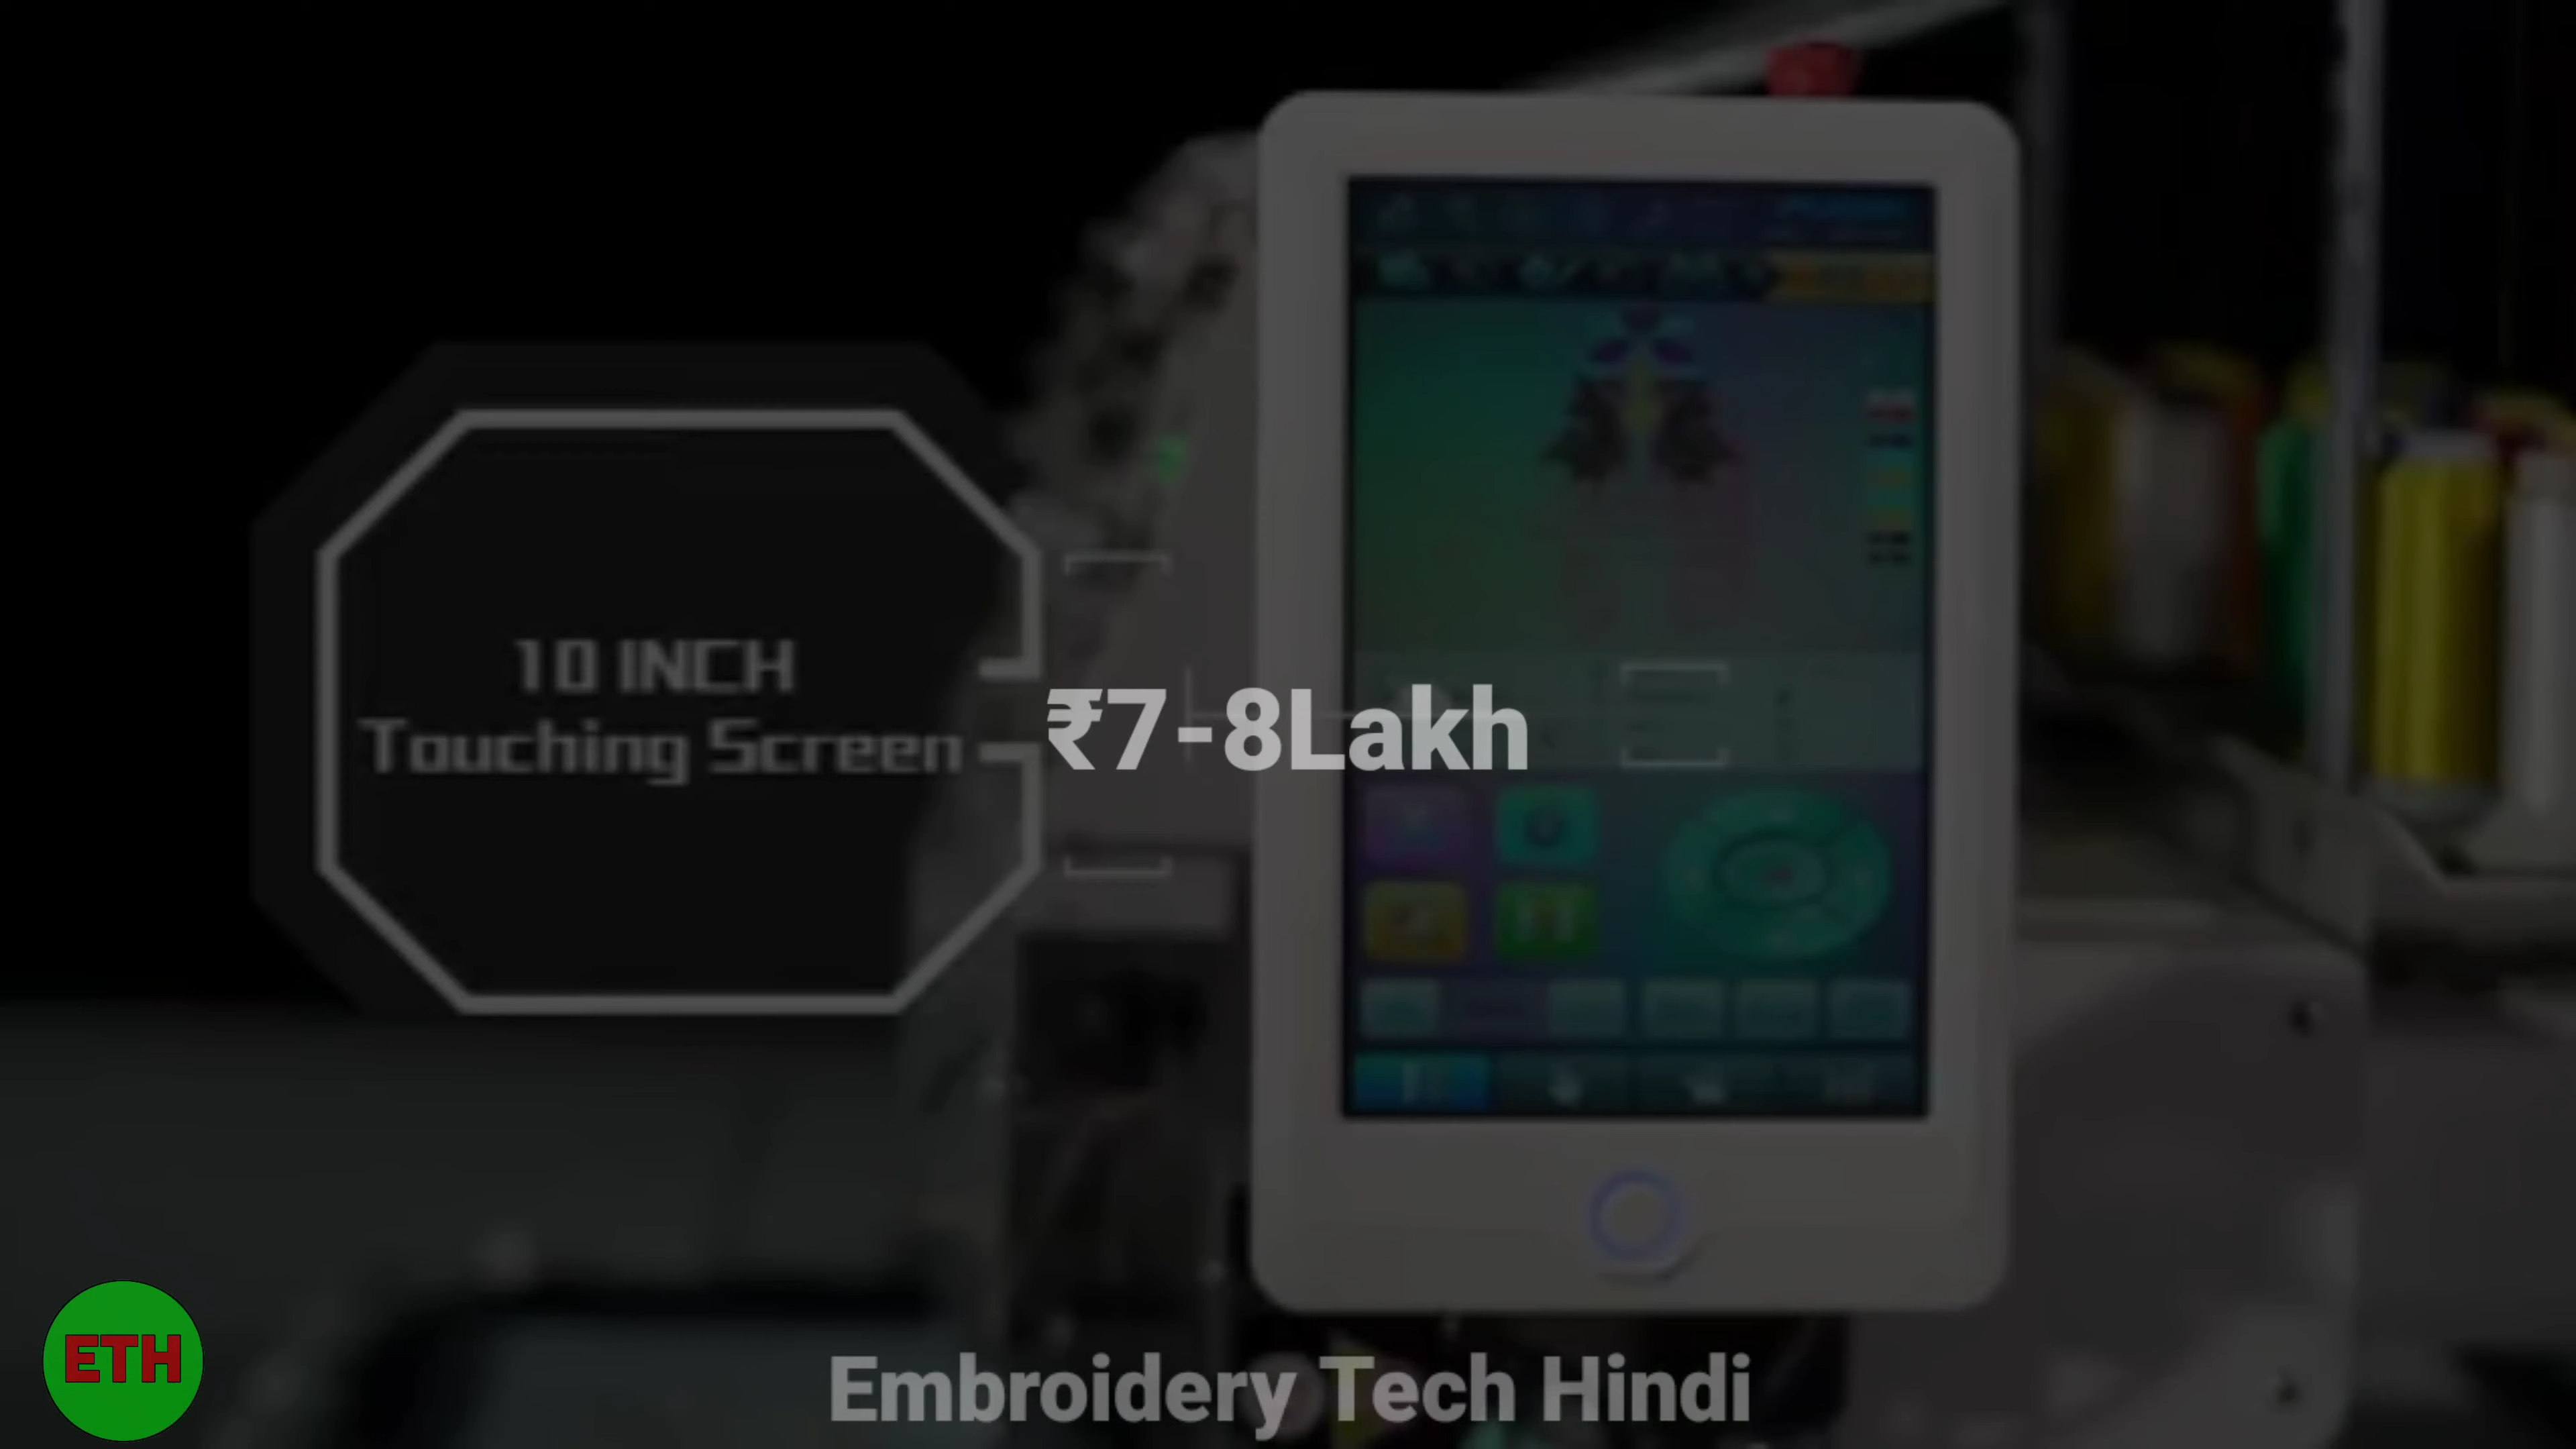 10 INCH
Touching Screen
₹7-8Lakh
ETH
Embroidery Tech Hindi